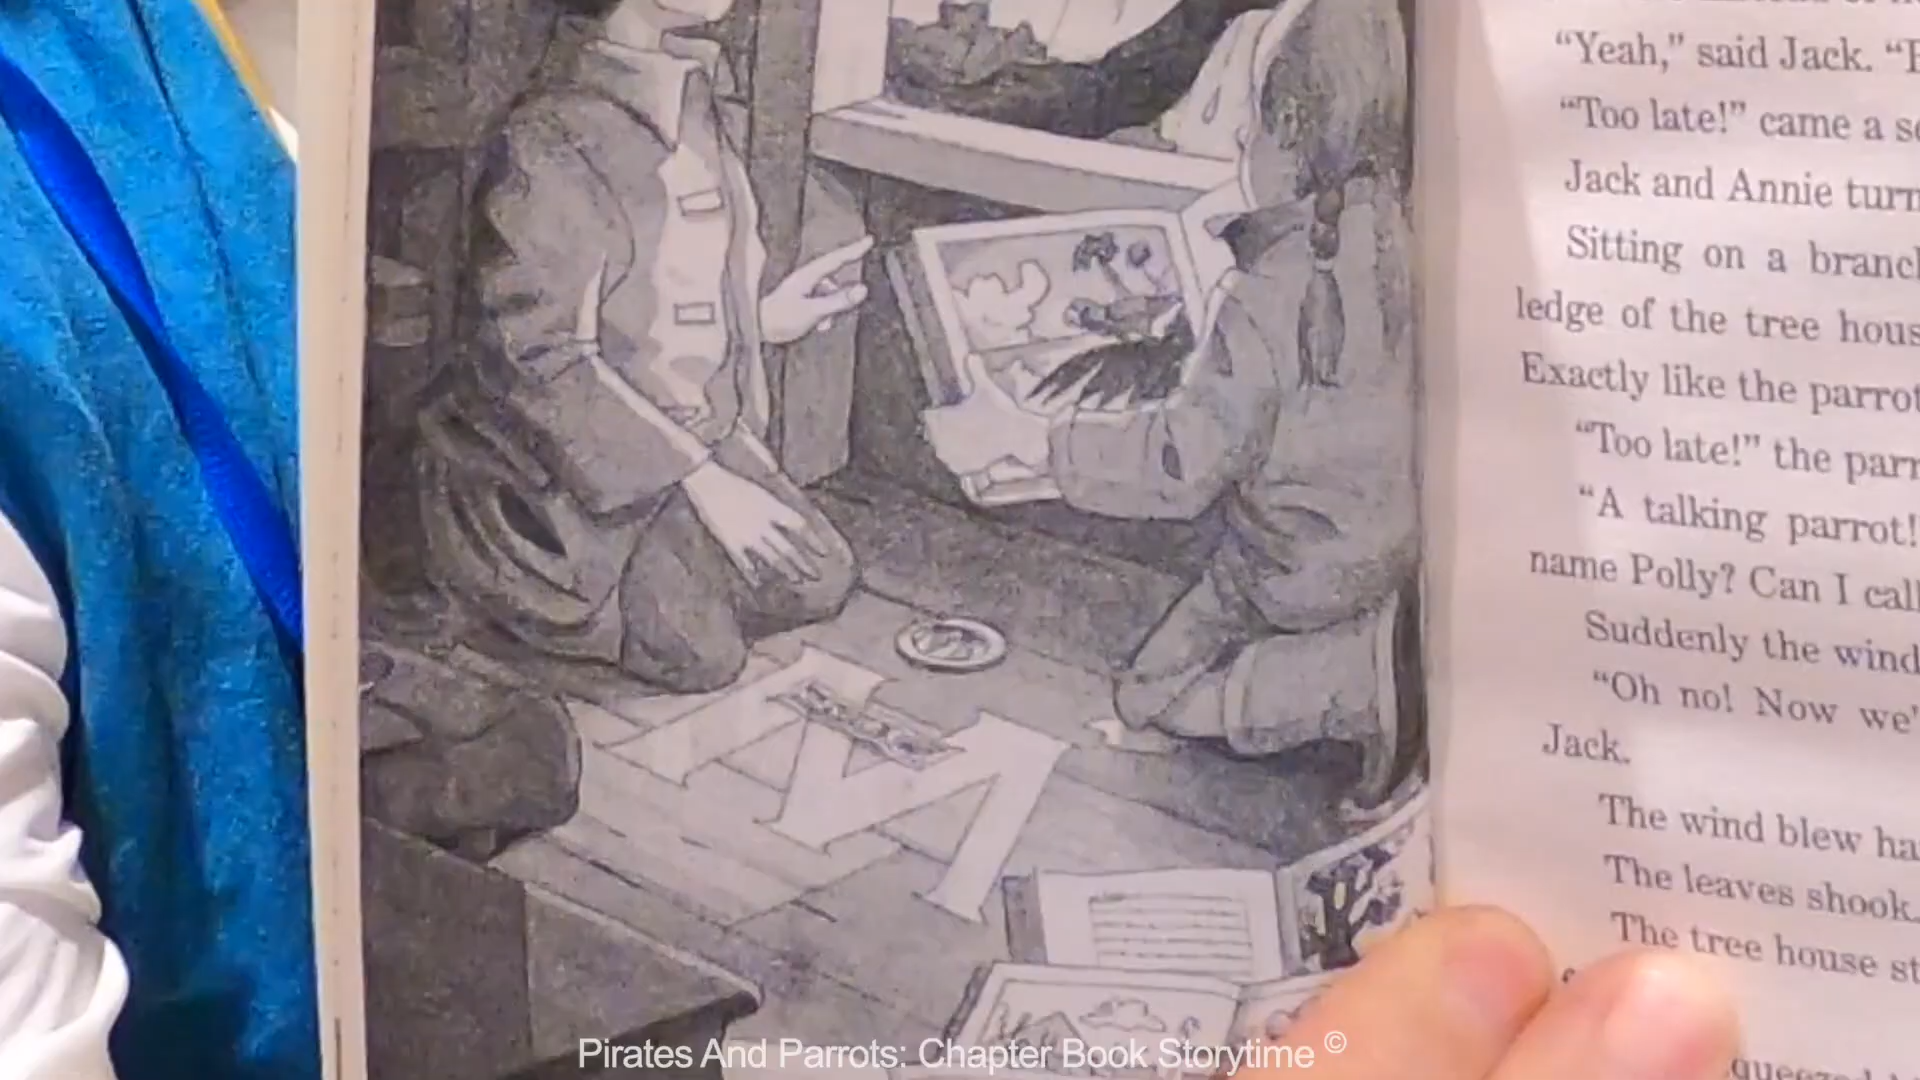 “Yeah,” said Jack.
“Too late!” came a
Jack and Annie
Sitting on a
ledge of the tree
Exactly like the
“Too late!” the
“A talking parrot!
name Polly? Can I
Suddenly the wind
“Oh no! Now
Jack.
The wind blew
The leaves shook.
The tree house
M
Pirates And Parrots: Chapter Book Storytime ©